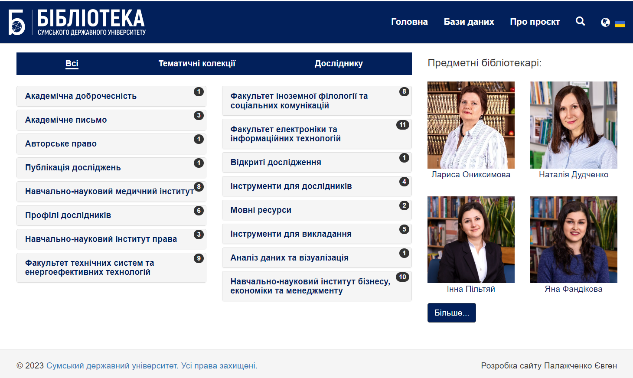 БІБЛІОТЕКА
СУМСЬКОГО ДЕРЖАВНОГО УНІВЕРСИТЕТУ
Головна
Бази даних
Про проєкт
Всі
Тематичні колекції
Досліднику
Академічна доброчесність 1
Академічне письмо 3
Авторське право 1
Публікація досліджень 1
Навчально-науковий медичний інститут 8
Профілі дослідників 6
Навчально-науковий інститут права 3
Факультет технічних систем та 9
енергоефективних технологій
Факультет іноземної філології та 8
соціальних комунікацій
Факультет електроніки та 11
інформаційних технологій
Відкриті дослідження 1
Інструменти для дослідників 4
Мовні ресурси 2
Інструменти для викладання 5
Аналіз даних та візуалізація 1
Навчально-науковий інститут бізнесу, 10
економіки та менеджменту
Предметні бібліотекарі:
Лариса Ониксимова
Наталія Дудченко
Інна Пільтяй
Яна Фандікова
Більше...
© 2023 Сумський державний університет. Усі права захищені.
Розробка сайту Палажченко Євген